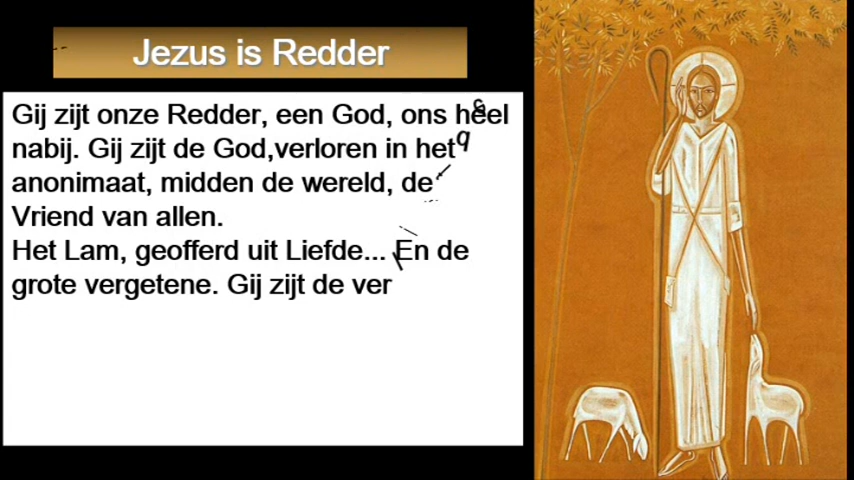 Jezus is Redder
Gij zijt onze Redder, een God, ons heel
nabij. Gij zijt de God,verloren in het
anonimaat, midden de wereld, de
Vriend van allen.
Het Lam, geofferd uit Liefde... En de
grote vergetene. Gij zijt de ver